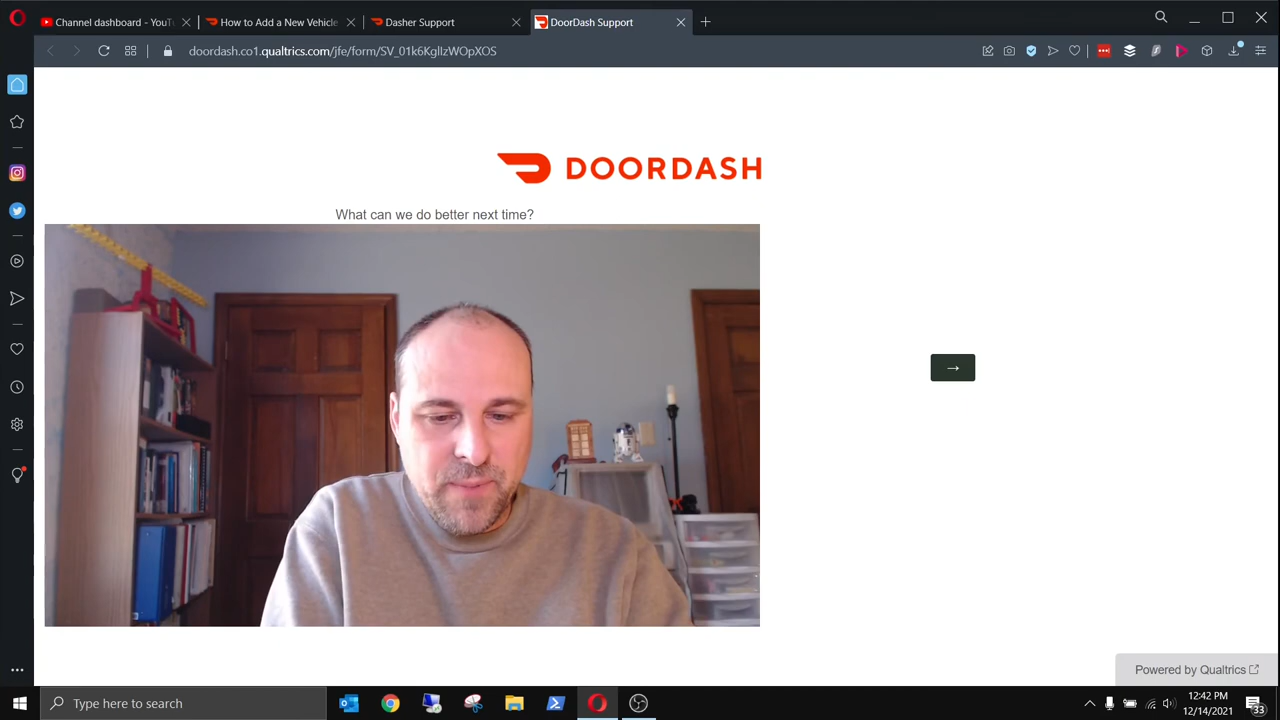 Channel dashboard - YouT
How to Add a New Vehicle
Dasher Support
DoorDash Support
doordash.co1.qualtrics.com/jfe/form/SV_01k6KgllzWOpXOS
DOORDASH
What can we do better next time?
→
Powered by Qualtrics
Type here to search
12:42 PM
12/14/2021
33